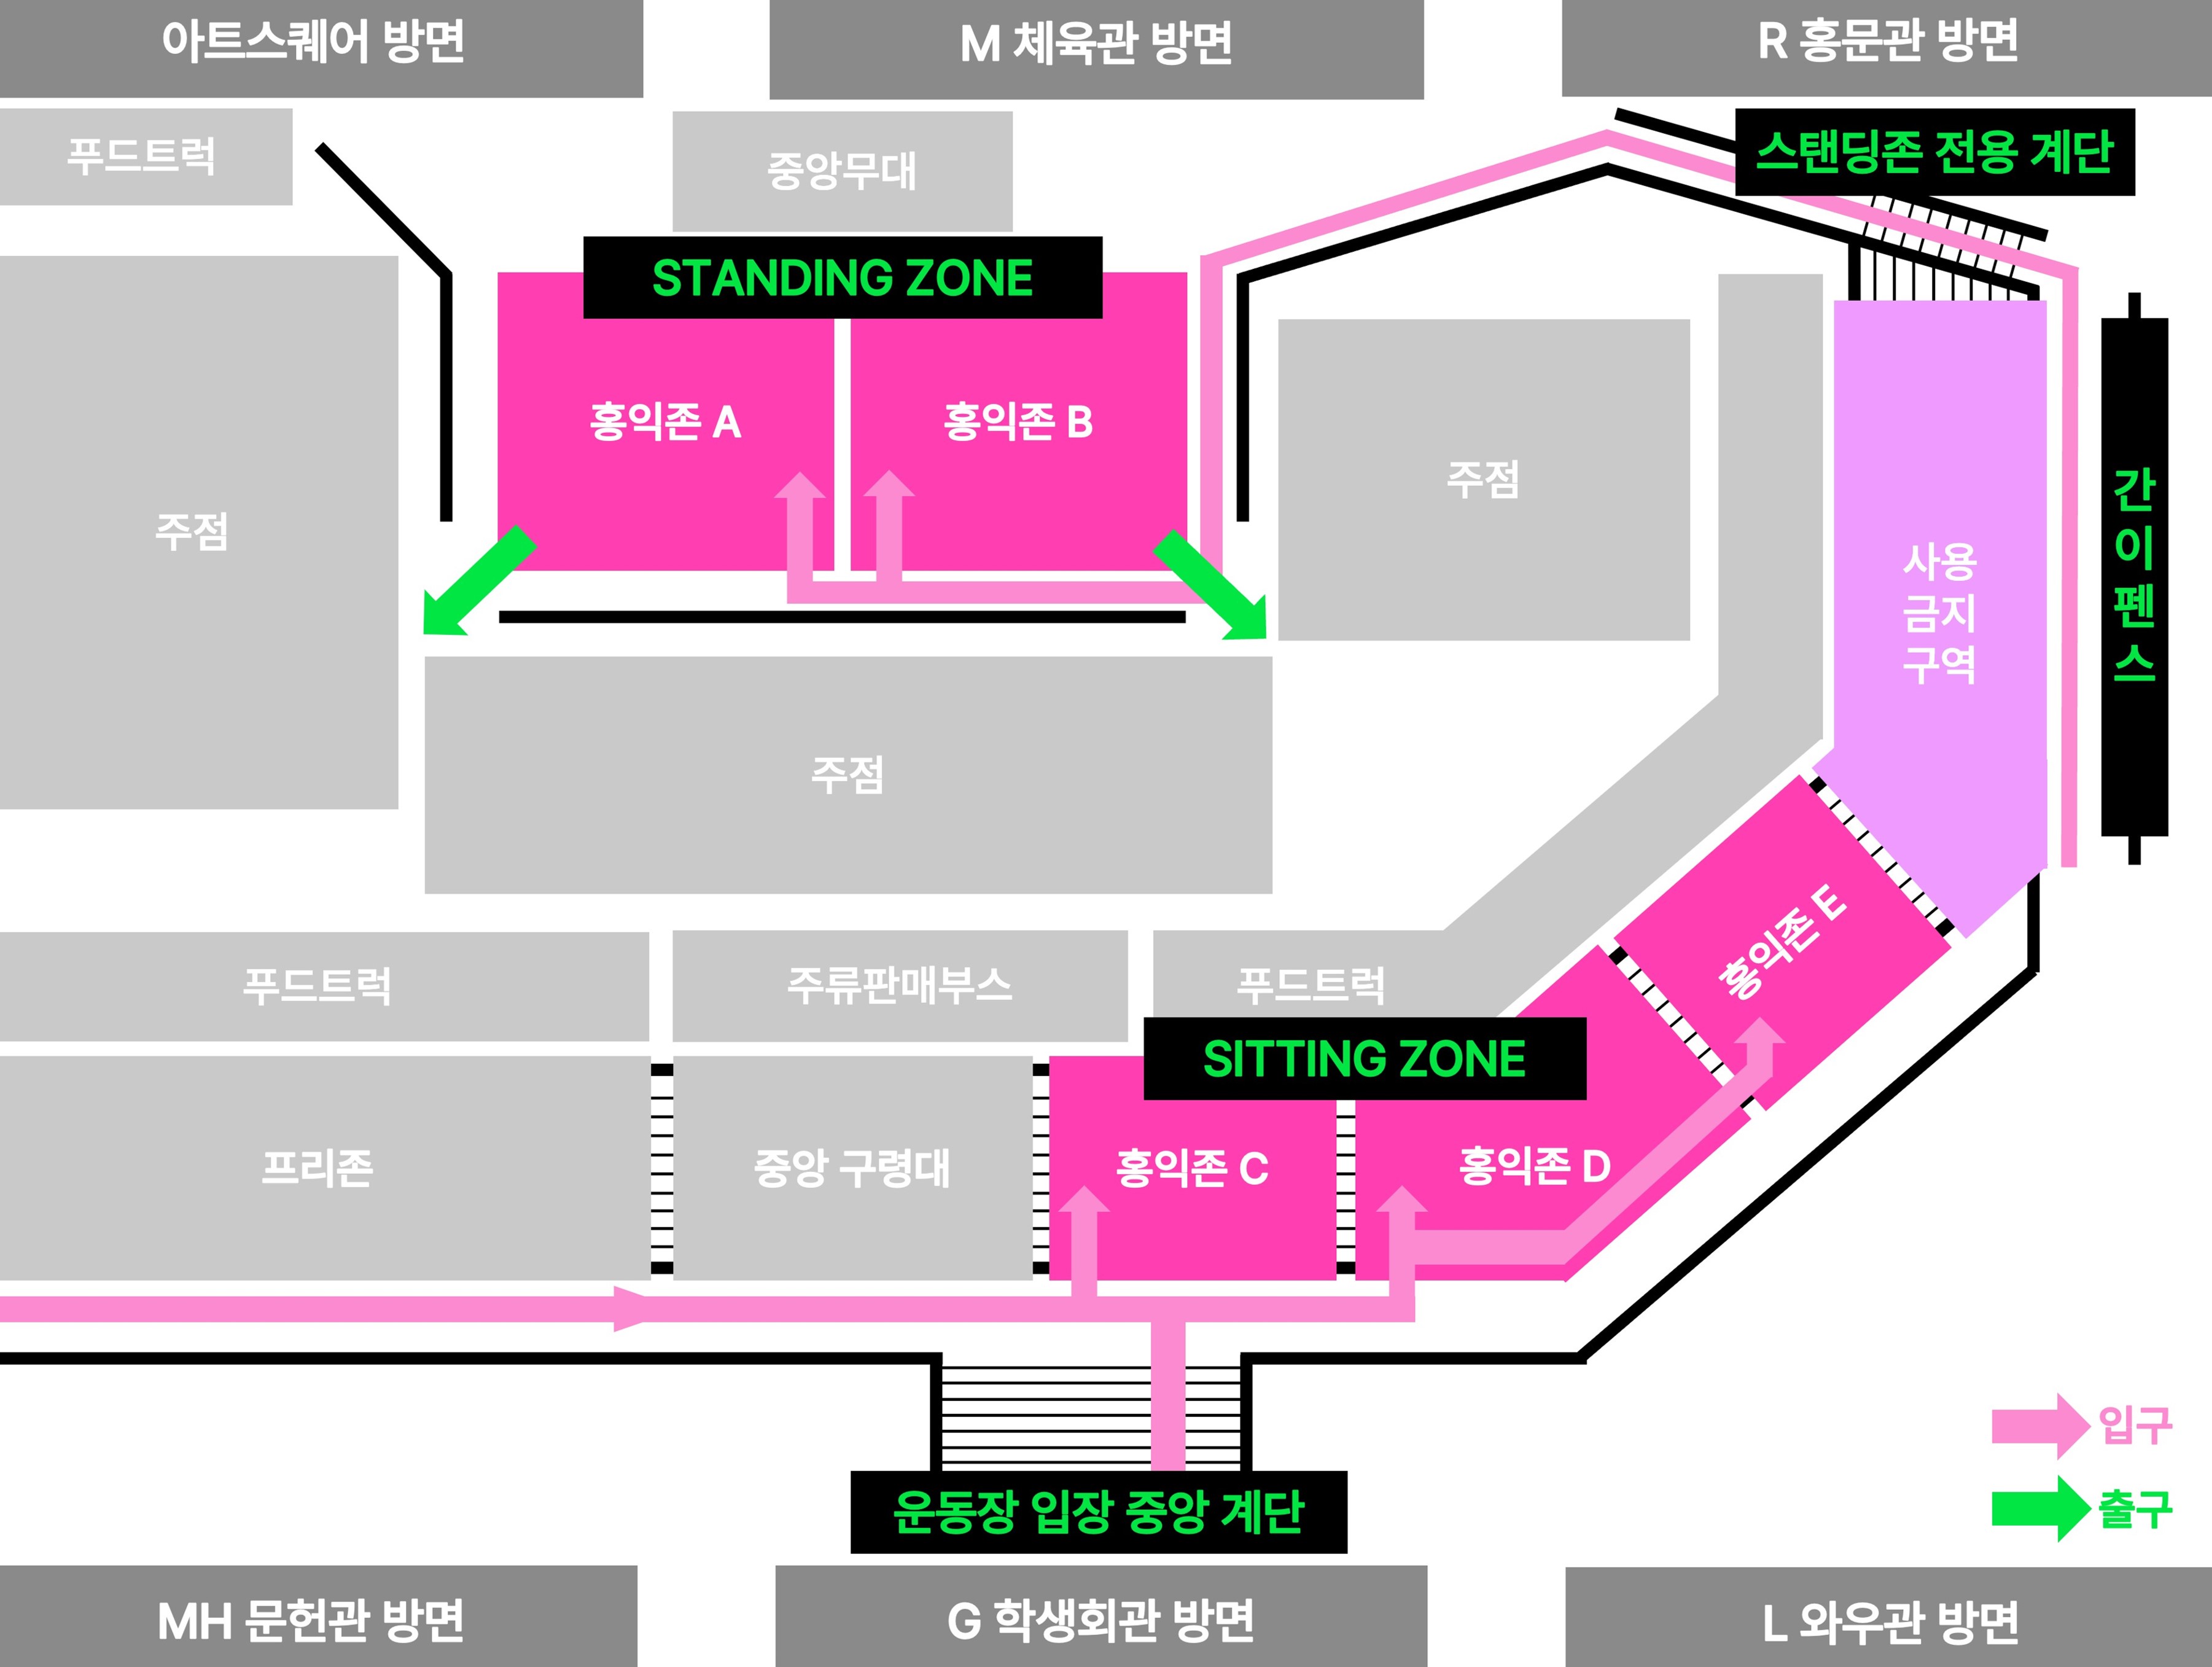 아트스퀘어 방면
M 체육관 방면
R 홍문관 방면
푸드트럭
중앙무대
스탠딩존 전용 계단
STANDING ZONE
홍익존 A
홍익존 B
주점
주점
사용
금지
구역
간
이
펜
스
주점
홍익존 E
푸드트럭
주류판매부스
푸드트럭
SITTING ZONE
프리존
중앙 구령대
홍익존 C
홍익존 D
입구
출구
운동장 입장 중앙 계단
MH 문헌관 방면
G 학생회관 방면
L 와우관 방면